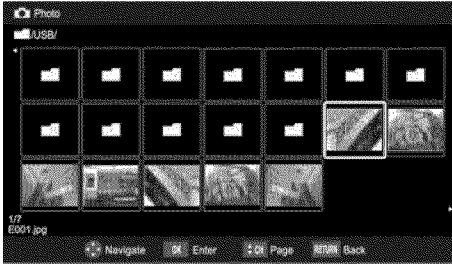 Photo
/USB/
1/7
E001.jpg
Navigate OK Enter CH Page RETURN Back